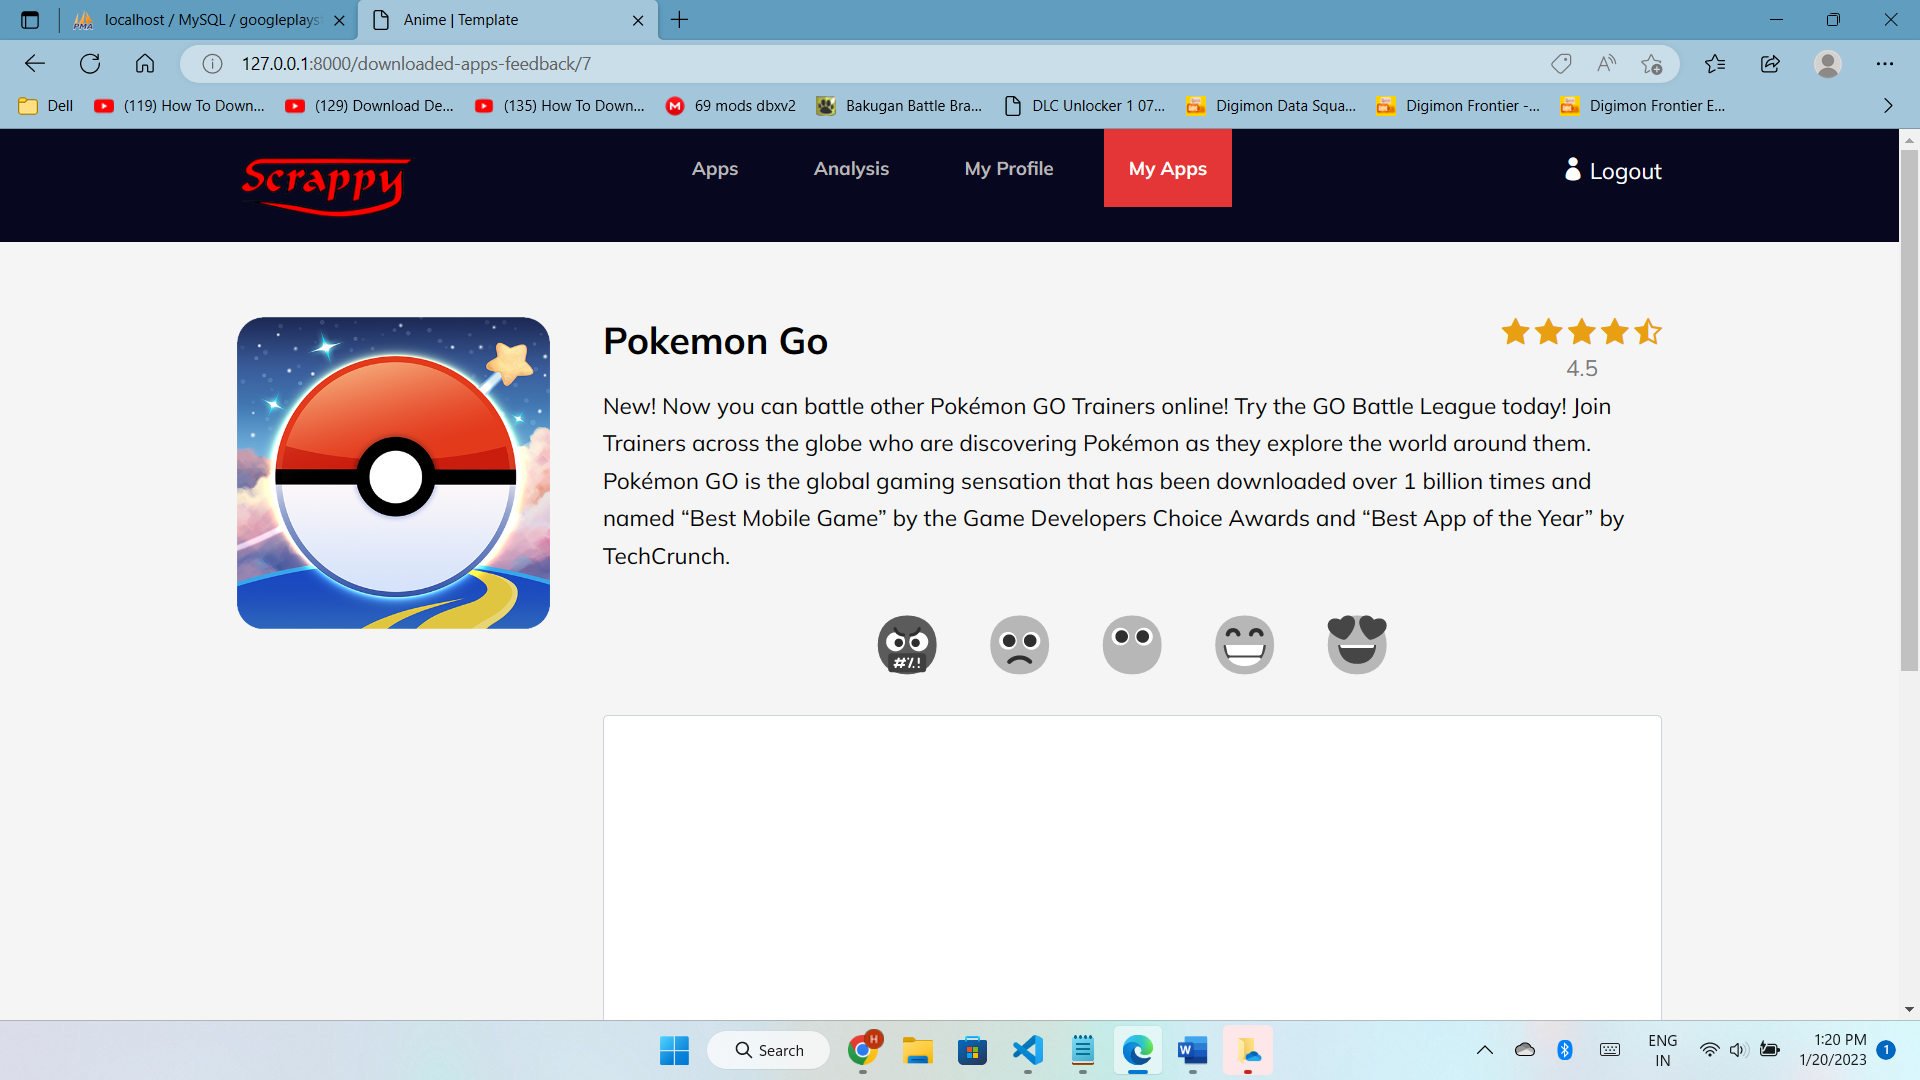 localhost / MySQL / googleplays
Anime | Template
127.0.0.1:8000/downloaded-apps-feedback/7
Dell
(119) How To Down...
(129) Download De...
(135) How To Down...
69 mods dbxv2
Bakugan Battle Bra...
DLC Unlocker 1 07...
Digimon Data Squa...
Digimon Frontier -...
Digimon Frontier E...
Scrappy
Apps
Analysis
My Profile
My Apps
Logout
Pokemon Go
4.5
New! Now you can battle other Pokémon GO Trainers online! Try the GO Battle League today! Join
Trainers across the globe who are discovering Pokémon as they explore the world around them.
Pokémon GO is the global gaming sensation that has been downloaded over 1 billion times and
named “Best Mobile Game” by the Game Developers Choice Awards and “Best App of the Year” by
TechCrunch.
#%!
Search
H
ENG
IN
1:20 PM
1/20/2023
1